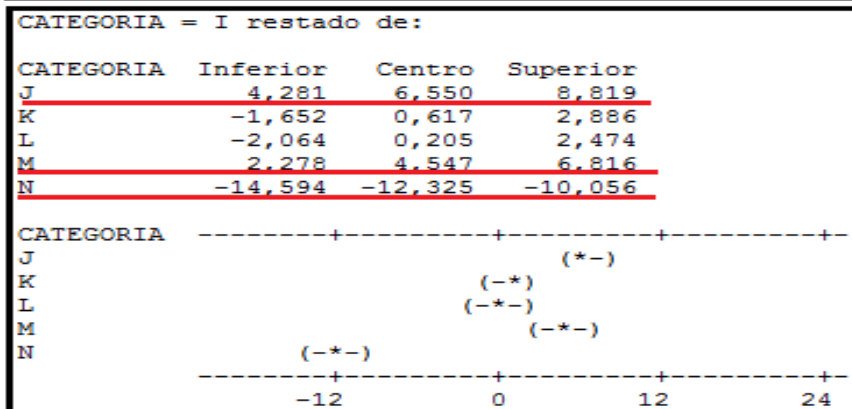 CATEGORIA = I restado de:
CATEGORIA  Inferior   Centro  Superior
J             4,281    6,550     8,819
K            -1,652    0,617     2,886
L            -2,064    0,205     2,474
M             2,278    4,547     6,816
N           -14,594  -12,325   -10,056
CATEGORIA  --------+---------+---------+---------+-
J                                 (*-)
K                            (-*)
L                           (-*-)
M                               (-*-)
N                 (-*-)
           --------+---------+---------+---------+-
                 -12         0        12        24